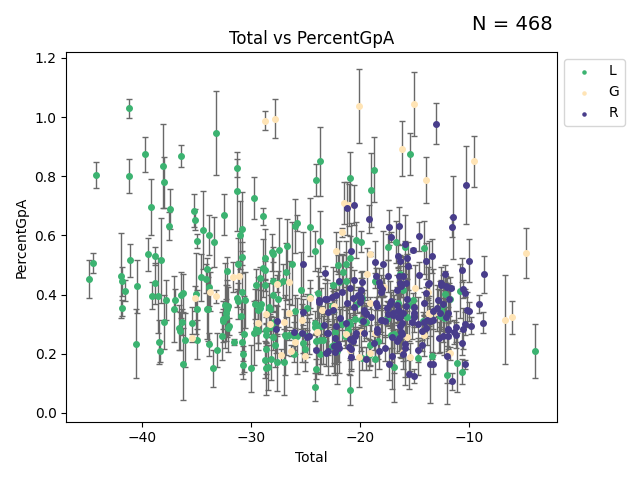 N = 468
Total vs PercentGpA
L
G
R
PercentGpA
1.2
1.0
0.8
0.6
0.4
0.2
0.0
−40
−30
−20
−10
Total